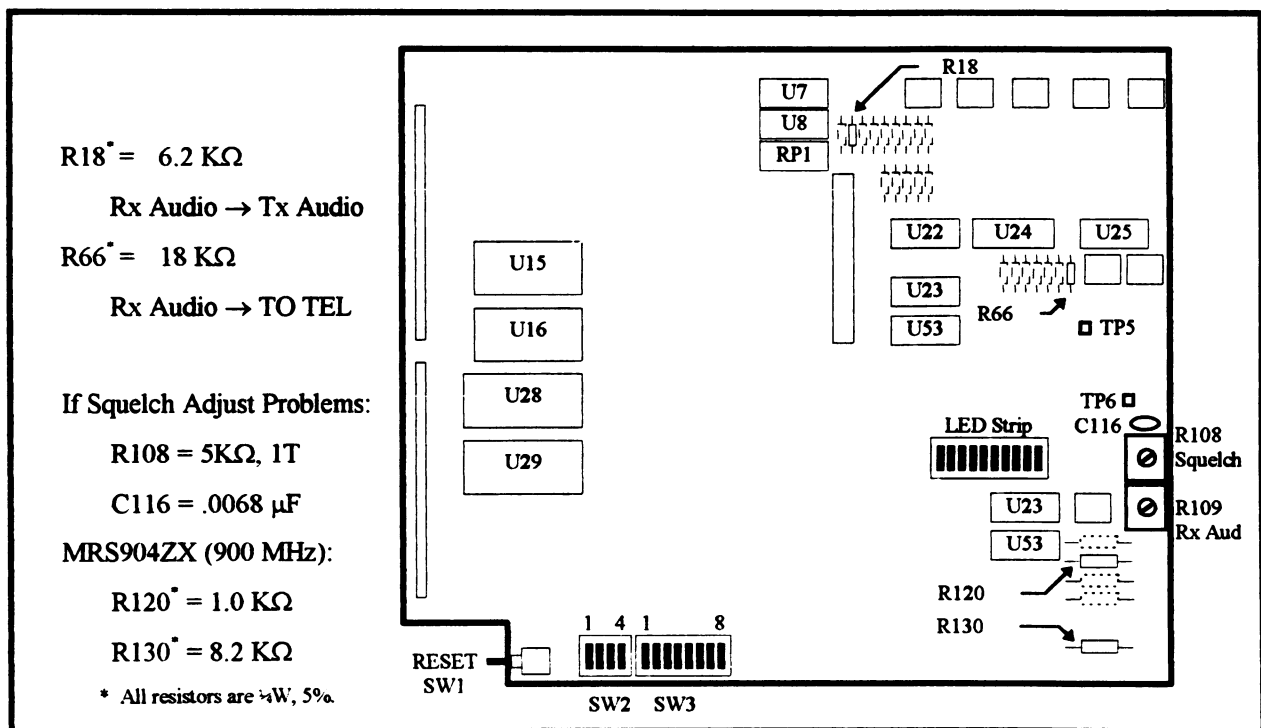 R18* = 6.2 KΩ
Rx Audio → Tx Audio
R66* = 18 KΩ
Rx Audio → TO TEL
If Squelch Adjust Problems:
R108 = 5KΩ, 1T
C116 = .0068 µF
MRS904ZX (900 MHz):
R120* = 1.0 KΩ
R130* = 8.2 KΩ
* All resistors are ¼W, 5%.
R18
U7
U8
RP1
U22 U24 U25
U15
U23
R66
U16
U53
TP5
U28
TP6
LED Strip
C116
R108
Squelch
U29
U23
R109
Rx Aud
U53
R120
R130
1 4 1 8
RESET
SW1
SW2 SW3